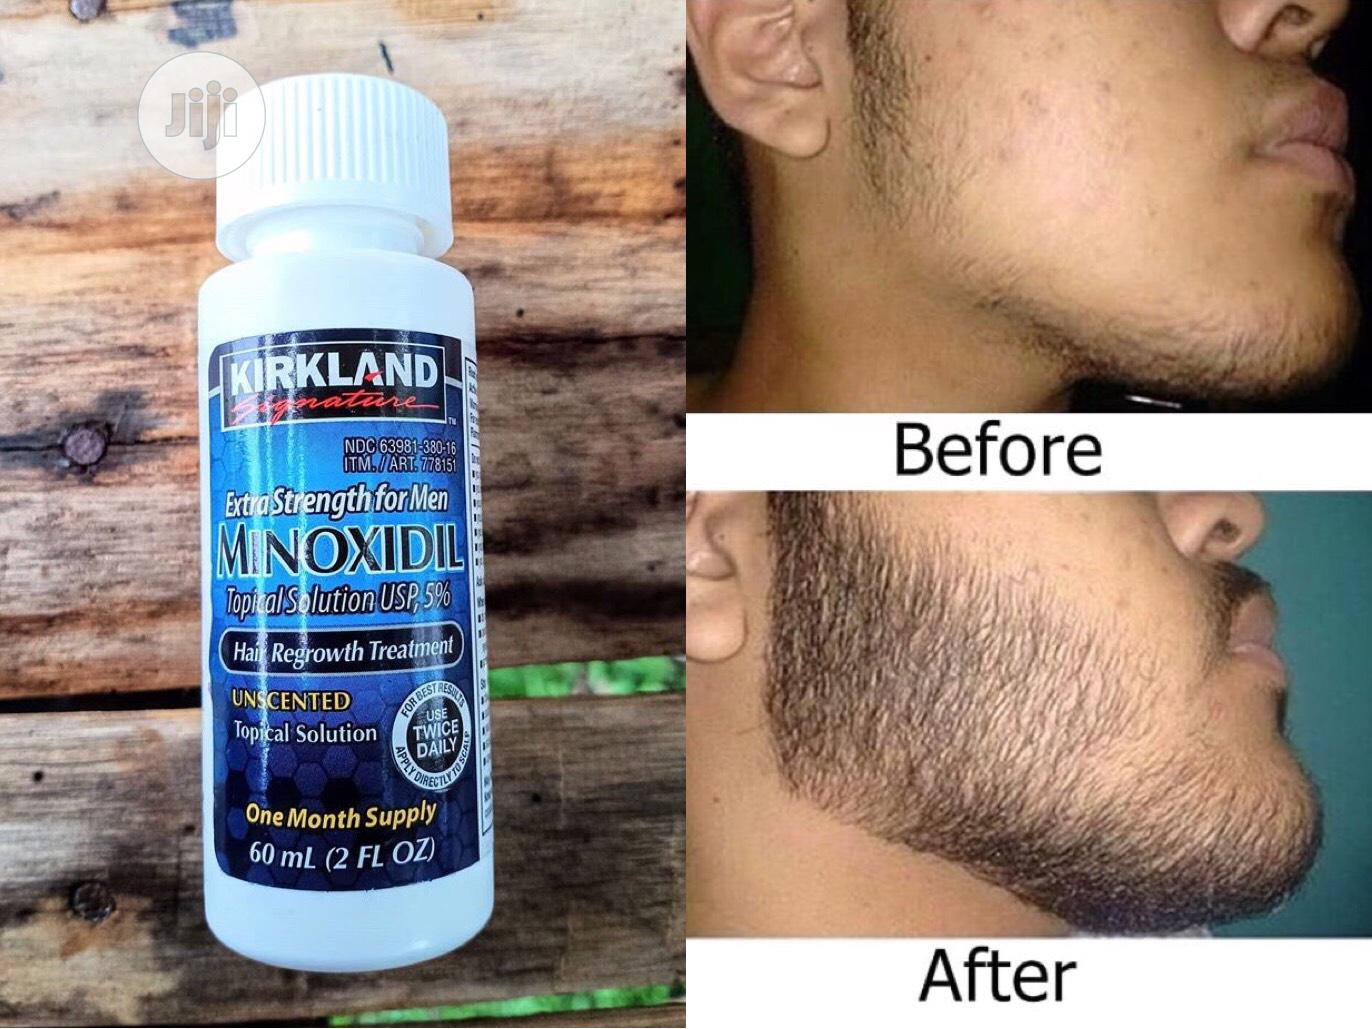 Jiji
KIRKLAND
Signature™
NDC 63981-380-16
ITM. / ART. 778151
Extra Strength for Men
MINOXIDIL
Topical Solution USP, 5%
Hair Regrowth Treatment
UNSCENTED
Topical Solution
FOR BEST RESULTS
USE
TWICE
DAILY
APPLY DIRECTLY TO SCALP
One Month Supply
60 mL (2 FL OZ)
Before
After